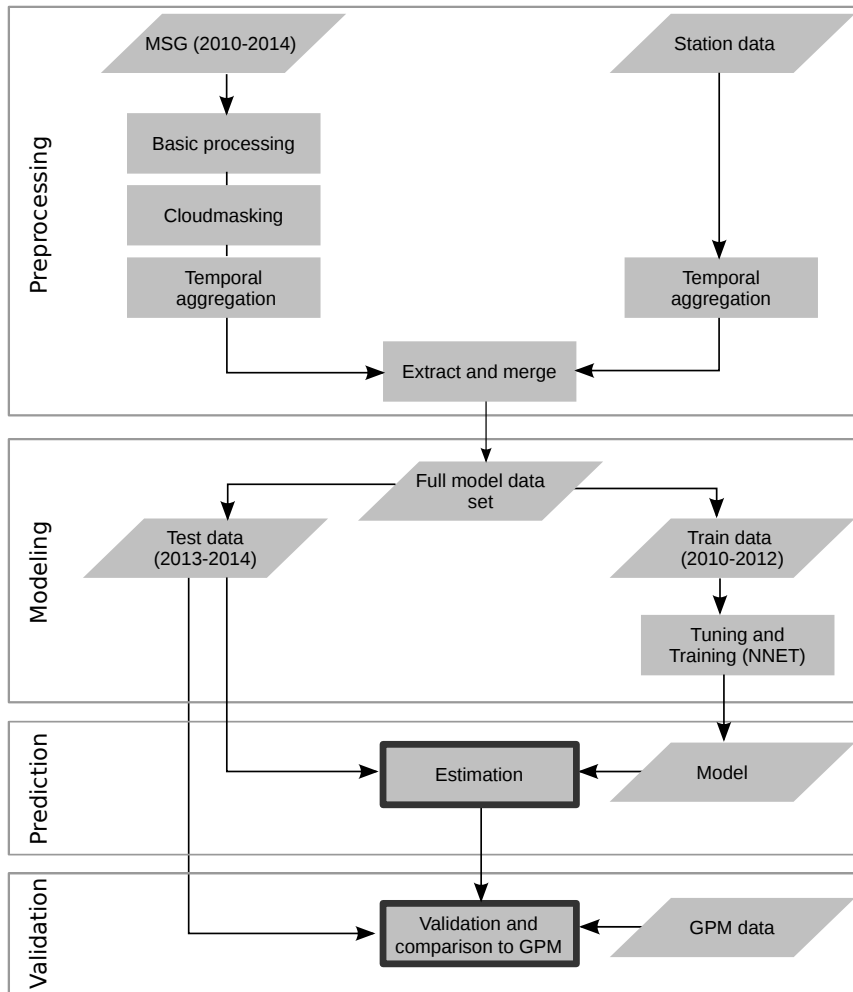 Preprocessing
MSG (2010-2014)
Station data
Basic processing
Cloudmasking
Temporal
aggregation
Temporal
aggregation
Extract and merge
Modeling
Full model data
set
Test data
(2013-2014)
Train data
(2010-2012)
Tuning and
Training (NNET)
Prediction
Estimation
Model
Validation
Validation and
comparison to GPM
GPM data